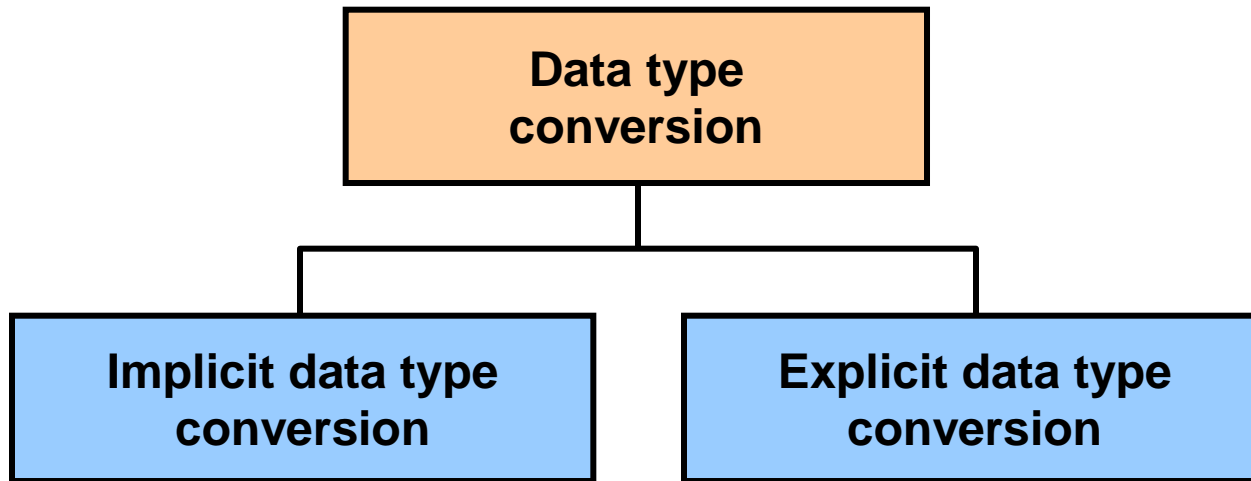 Data type
conversion
Implicit data type
conversion
Explicit data type
conversion